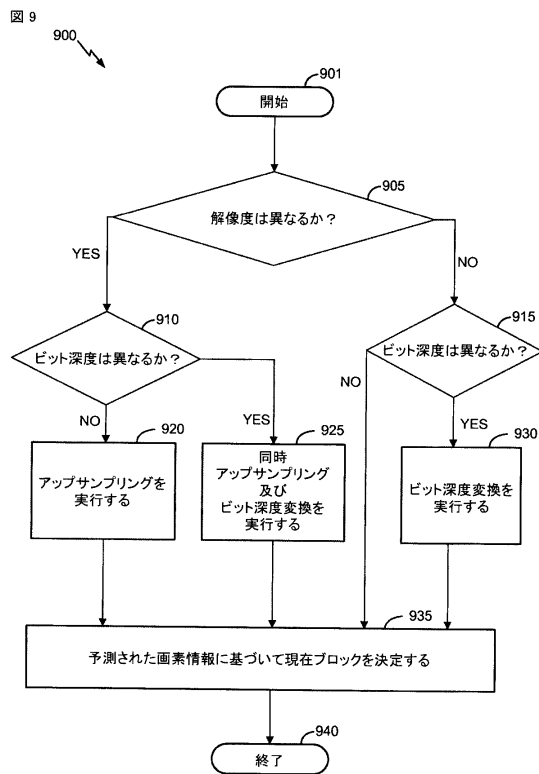 図 9
900
901
開始
905
解像度は異なるか？
YES
NO
910
915
ビット深度は異なるか？
ビット深度は異なるか？
NO
YES
NO
YES
920
925
930
アップサンプリングを
実行する
同時
アップサンプリング
及び
ビット深度変換を
実行する
ビット深度変換を
実行する
935
予測された画素情報に基づいて現在ブロックを決定する
940
終了